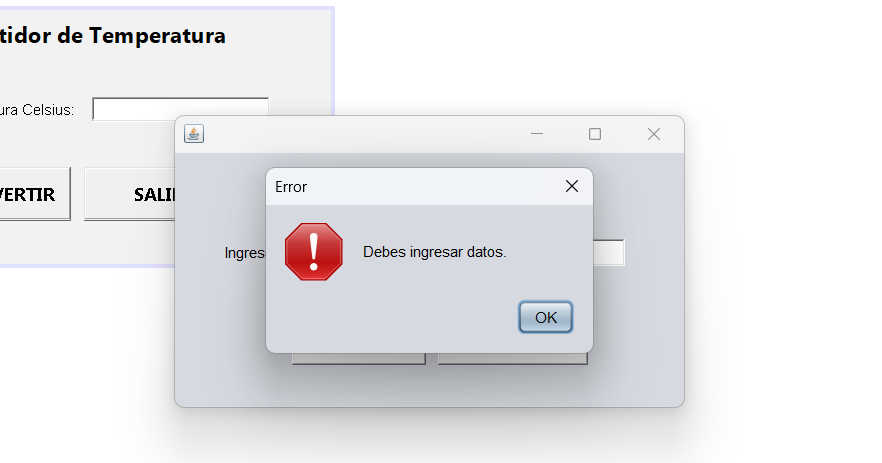 tidor de Temperatura
ura Celsius:
VERTIR
SALI
Error
Ingres
Debes ingresar datos.
OK